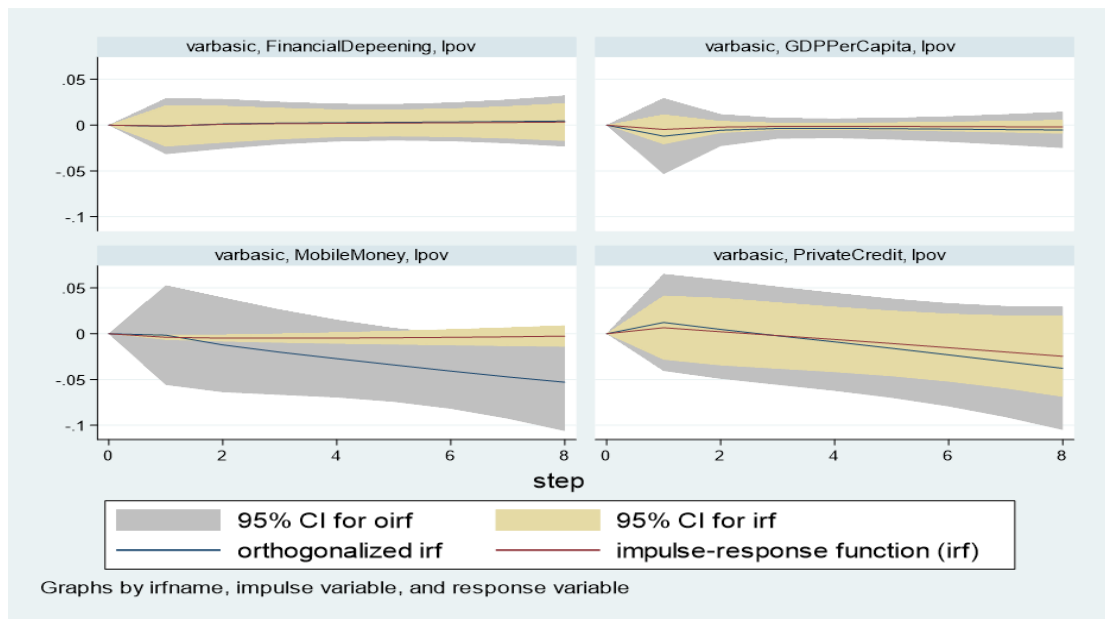 varbasic, FinancialDepeening, lpov
varbasic, GDPPerCapita, lpov
.05
0
-.05
-.1
varbasic, MobileMoney, lpov
varbasic, PrivateCredit, lpov
.05
0
-.05
-.1
0 2 4 6 8
0 2 4 6 8
step
95% CI for oirf
95% CI for irf
orthogonalized irf
impulse-response function (irf)
Graphs by irfname, impulse variable, and response variable